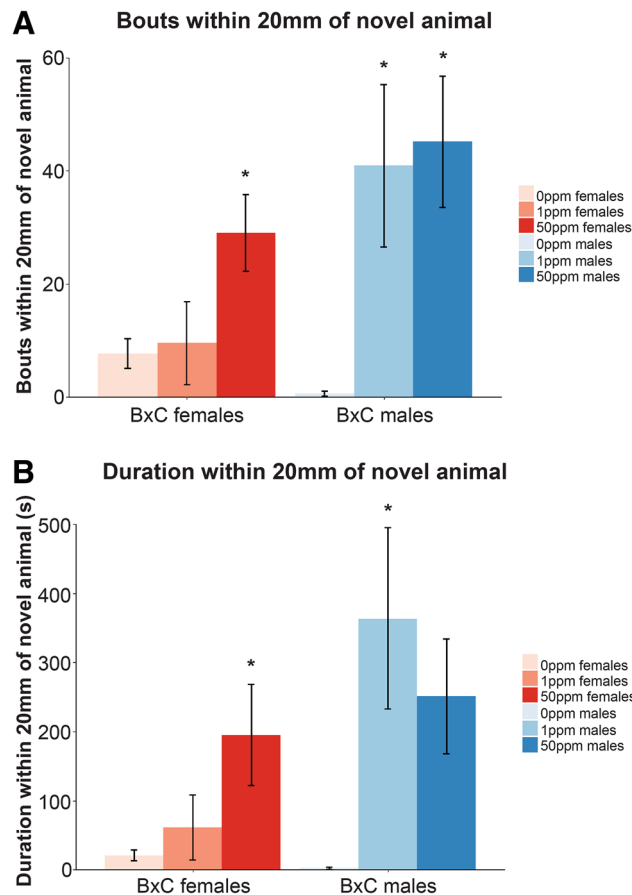 A
Bouts within 20mm of novel animal
Bouts within 20mm of novel animal
60
40
20
0
*
*
*
BxC females
BxC males
0ppm females
1ppm females
50ppm females
0ppm males
1ppm males
50ppm males
B
Duration within 20mm of novel animal
Duration within 20mm of novel animal (s)
500
400
300
200
100
0
*
*
BxC females
BxC males
0ppm females
1ppm females
50ppm females
0ppm males
1ppm males
50ppm males